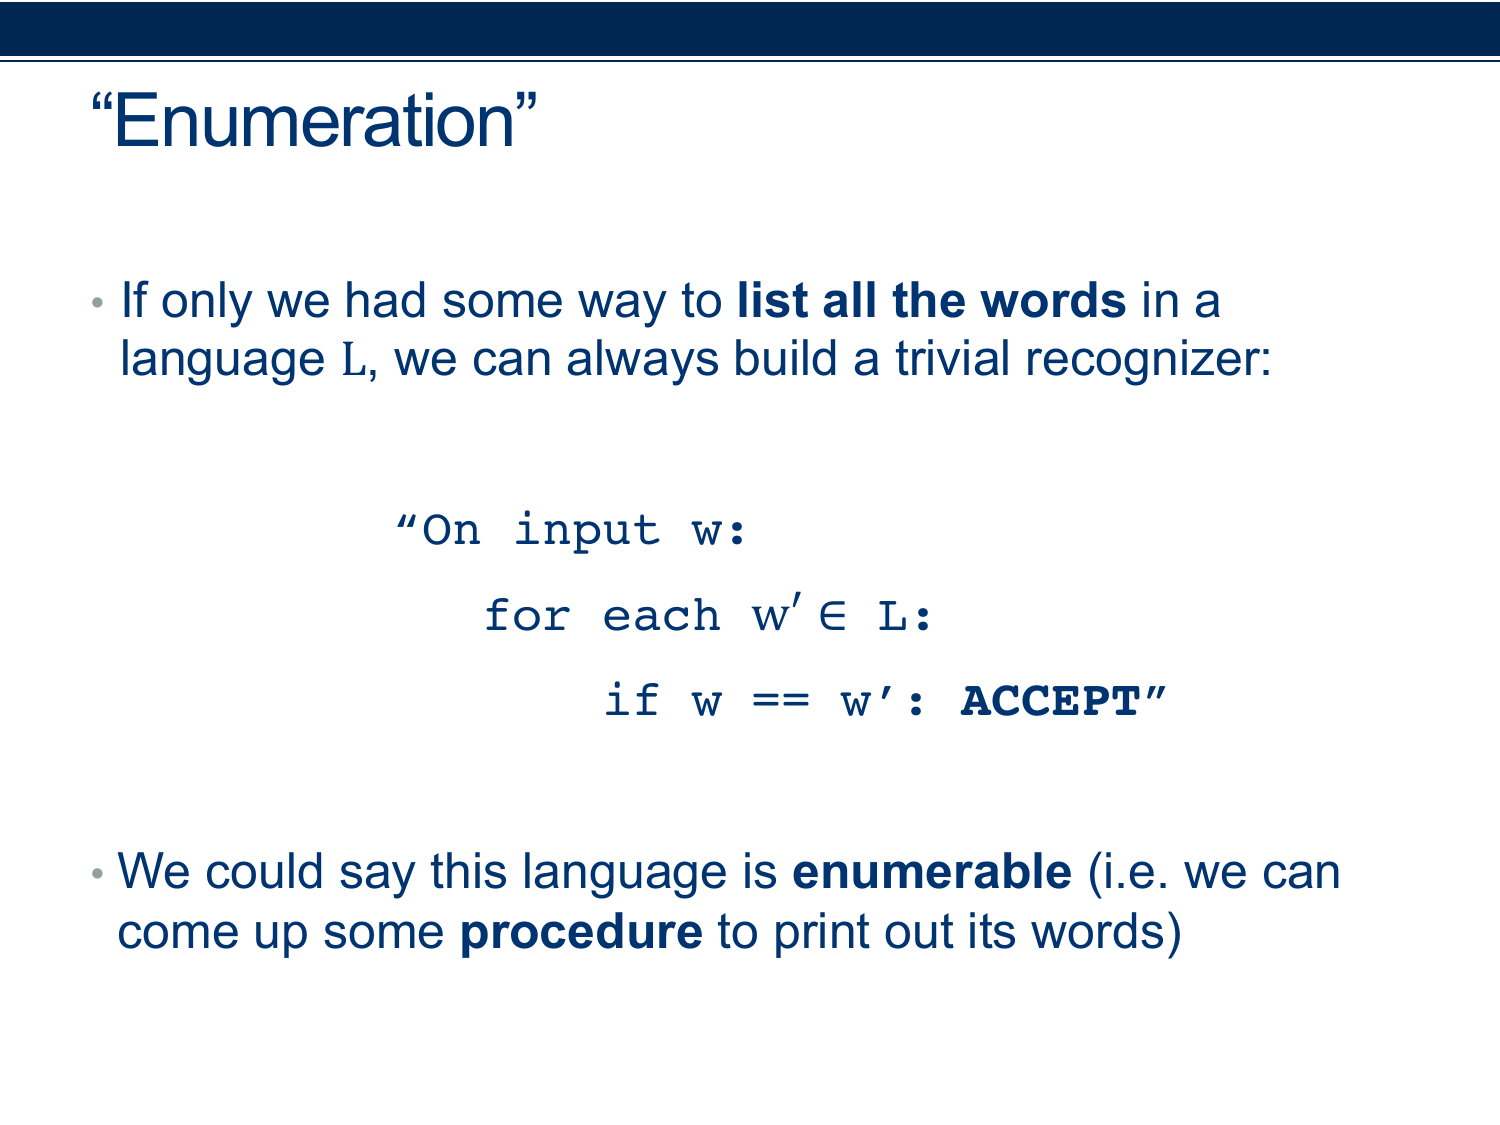 “Enumeration”
• If only we had some way to list all the words in a
language L, we can always build a trivial recognizer:
“On input w:
for each w′ ∈ L:
if w == w’: ACCEPT”
• We could say this language is enumerable (i.e. we can
come up some procedure to print out its words)